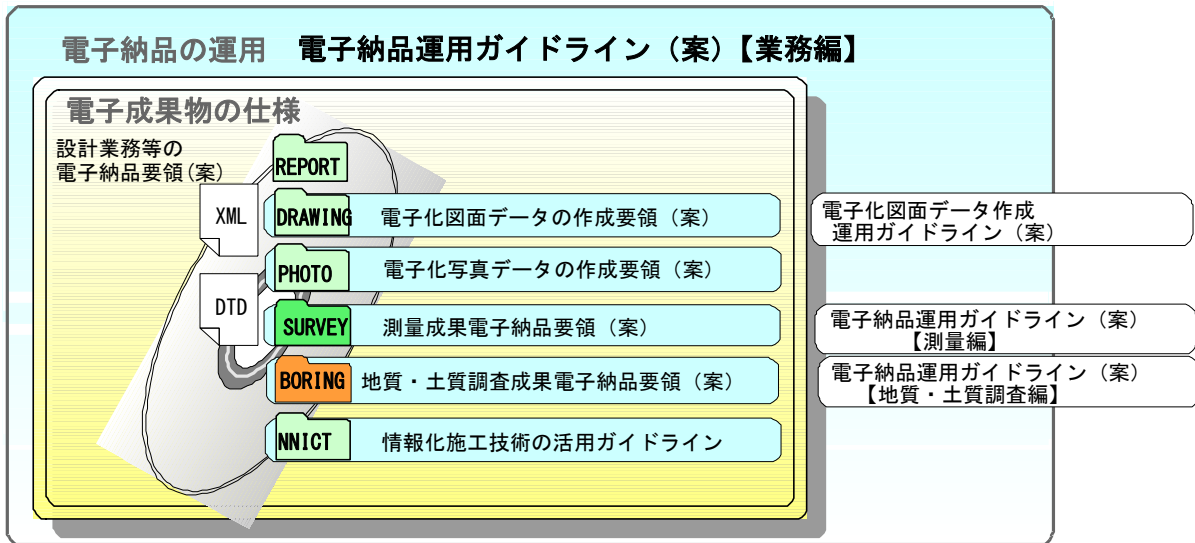 電子納品の運用 電子納品運用ガイドライン（案）【業務編】
電子成果物の仕様
設計業務等の
電子納品要領(案)
REPORT
XML
DRAWING 電子化図面データの作成要領（案）
電子化図面データ作成
運用ガイドライン（案）
PHOTO 電子化写真データの作成要領（案）
DTD
SURVEY 測量成果電子納品要領（案）
電子納品運用ガイドライン（案）
【測量編】
BORING 地質・土質調査成果電子納品要領（案）
電子納品運用ガイドライン（案）
【地質・土質調査編】
NNICT 情報化施工技術の活用ガイドライン